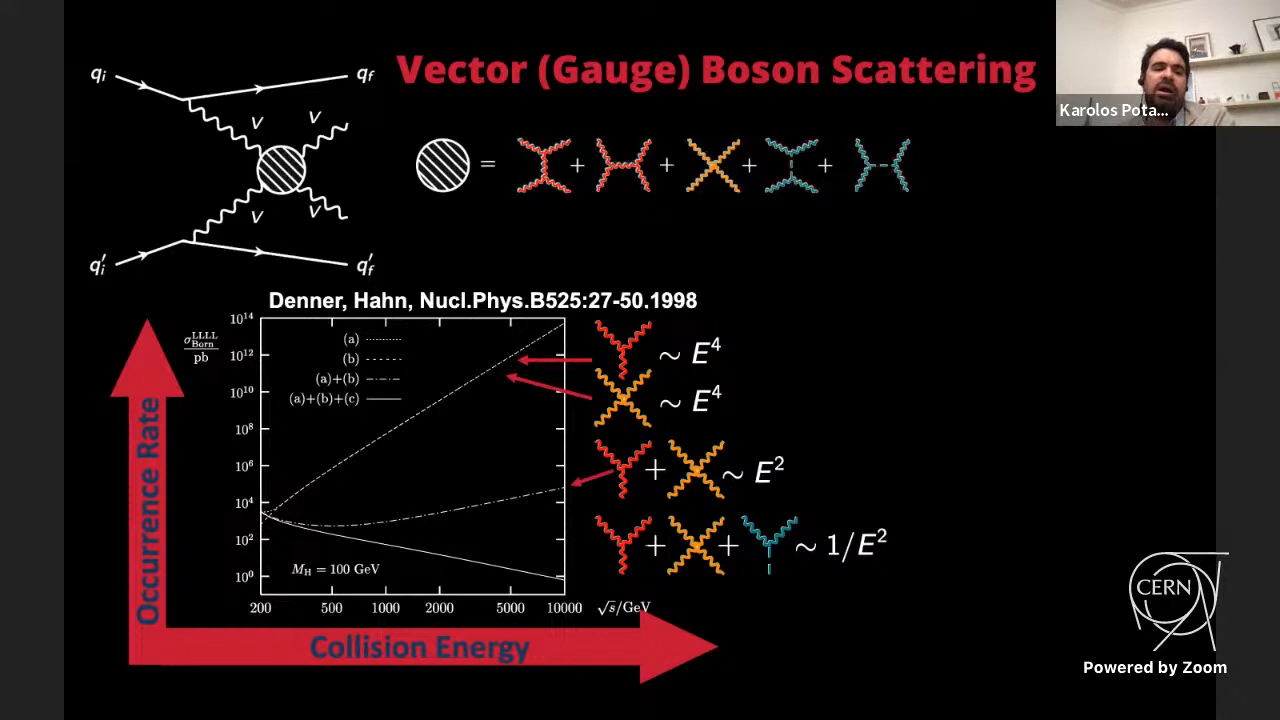 Vector (Gauge) Boson Scattering
Karolos Pota...
q_i
q_f
V
V
V
V
q'_i
q'_f
= + + + +
Denner, Hahn, Nucl.Phys.B525:27-50,1998
σ^LLLL_Born / pb
10^14
10^12
10^10
10^8
10^6
10^4
10^2
10^0
(a)
(b)
(a)+(b)
(a)+(b)+(c)
M_H = 100 GeV
200 500 1000 2000 5000 10000 √s/GeV
∼ E^4
∼ E^4
+ ∼ E^2
+ + ∼ 1/E^2
Occurrence Rate
Collision Energy
CERN
Powered by Zoom